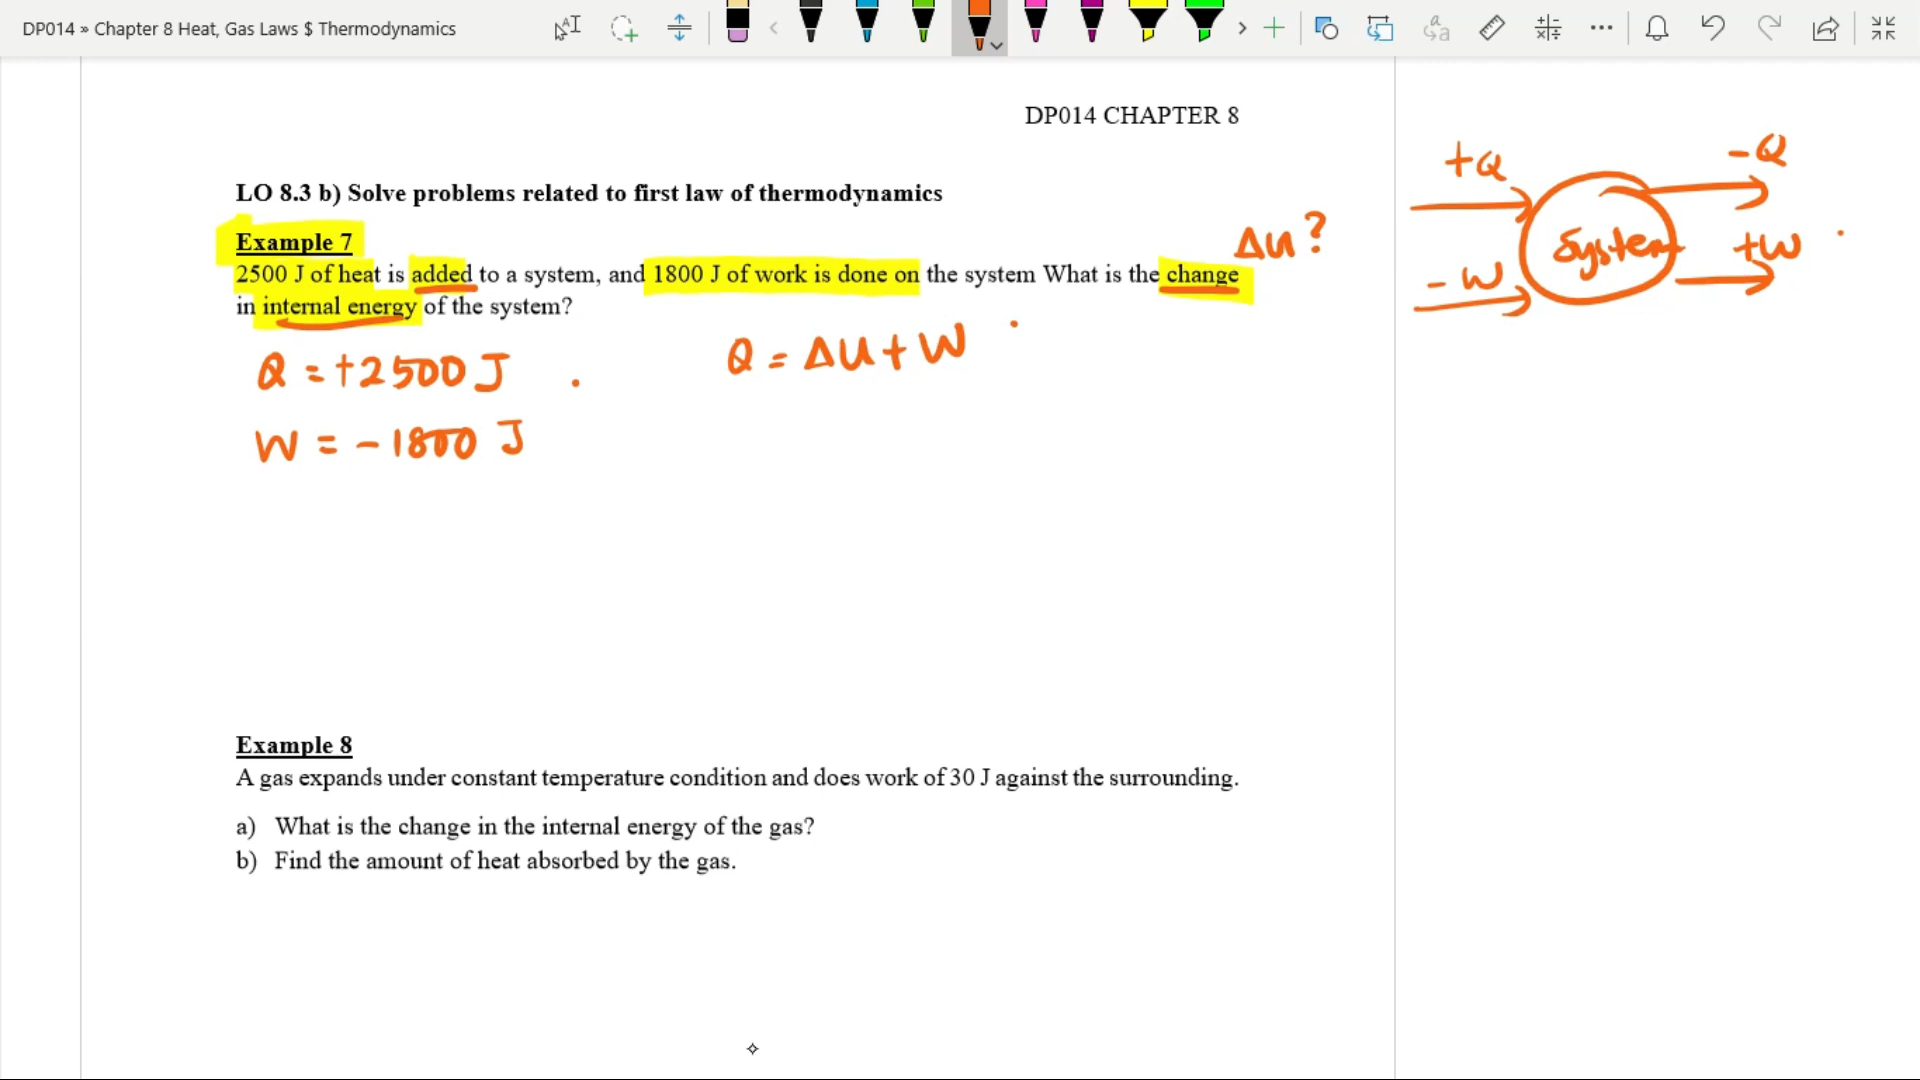 DP014 » Chapter 8 Heat, Gas Laws $ Thermodynamics
DP014 CHAPTER 8
LO 8.3 b) Solve problems related to first law of thermodynamics
Example 7
Δu?
2500 J of heat is added to a system, and 1800 J of work is done on the system What is the change
in internal energy of the system?
Q = +2500 J
Q = ΔU + W
W = -1800 J
+Q
-Q
System
-W
+W
Example 8
A gas expands under constant temperature condition and does work of 30 J against the surrounding.
a) What is the change in the internal energy of the gas?
b) Find the amount of heat absorbed by the gas.